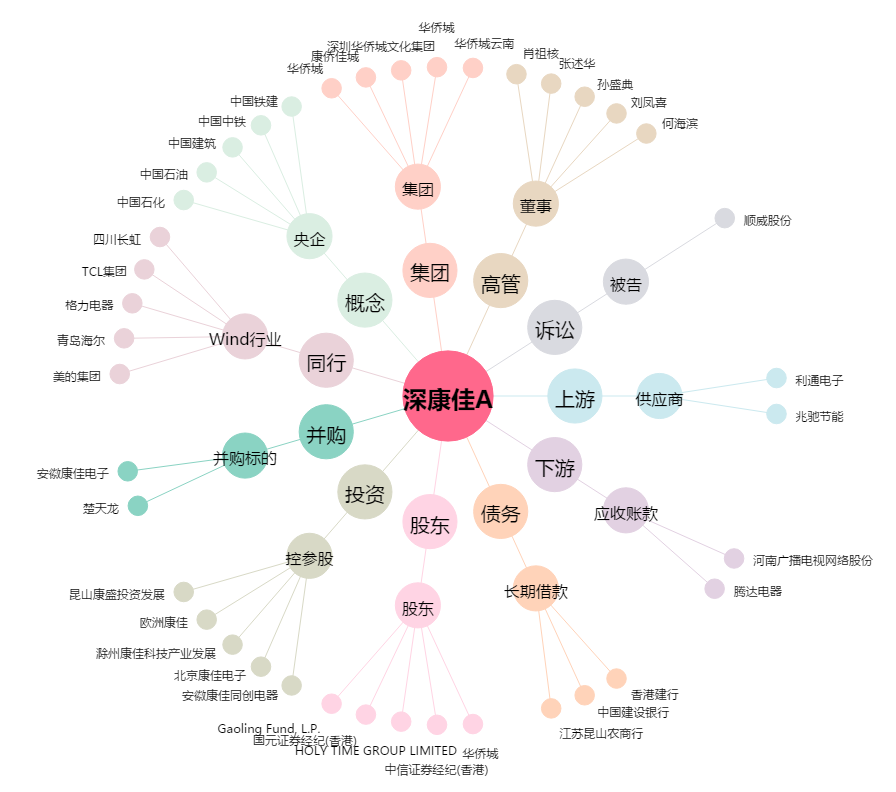 华侨城
深圳华侨城文化集团
华侨城云南
康侨佳城
华侨城
肖祖核
张述华
孙盛典
刘凤喜
何海滨
中国铁建
中国中铁
中国建筑
中国石油
中国石化
集团
董事
央企
顺威股份
四川长虹
TCL集团
格力电器
青岛海尔
美的集团
Wind行业
同行
概念
集团
高管
诉讼
被告
深康佳A
上游
供应商
利通电子
兆驰节能
并购
并购标的
安徽康佳电子
楚天龙
投资
股东
债务
下游
应收账款
河南广播电视网络股份
腾达电器
控参股
昆山康盛投资发展
欧洲康佳
滁州康佳科技产业发展
北京康佳电子
安徽康佳同创电器
股东
长期借款
香港建行
中国建设银行
江苏昆山农商行
Gaoling Fund, L.P.
国元证券经纪(香港)
HOLY TIME GROUP LIMITED
中信证券经纪(香港)
华侨城